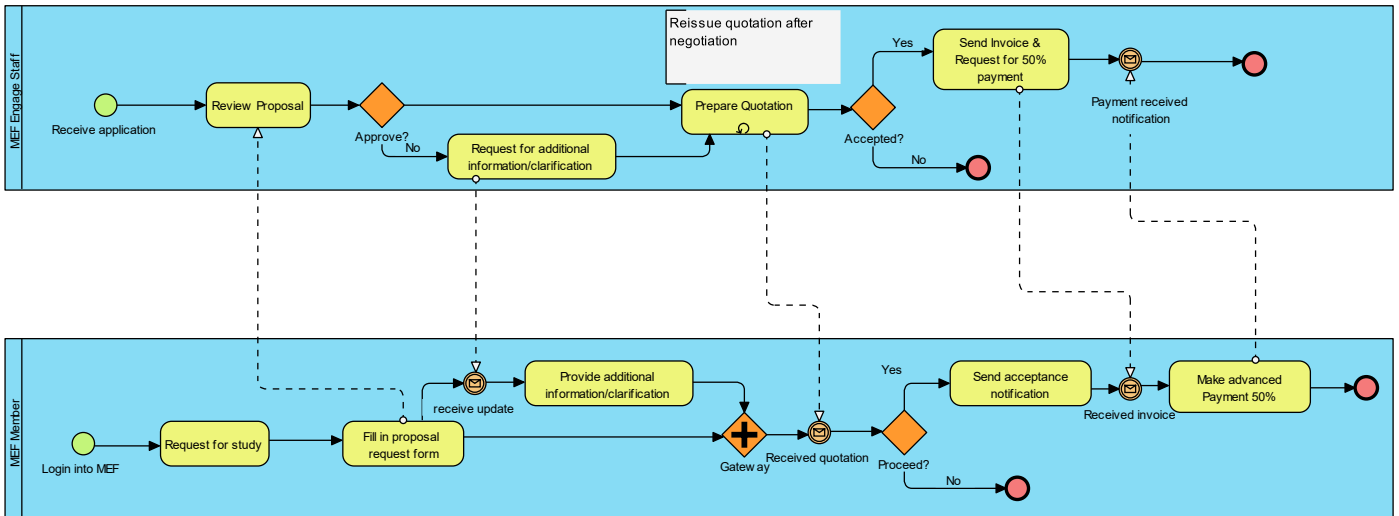 MEF Engage Staff
Reissue quotation after
negotiation
Receive application
Review Proposal
Approve?
No
Request for additional
information/clarification
Prepare Quotation
Accepted?
Yes
No
Send Invoice &
Request for 50%
payment
Payment received
notification
MEF Member
Login into MEF
Request for study
Fill in proposal
request form
receive update
Provide additional
information/clarification
Gateway
Received quotation
Proceed?
Yes
No
Send acceptance
notification
Received invoice
Make advanced
Payment 50%